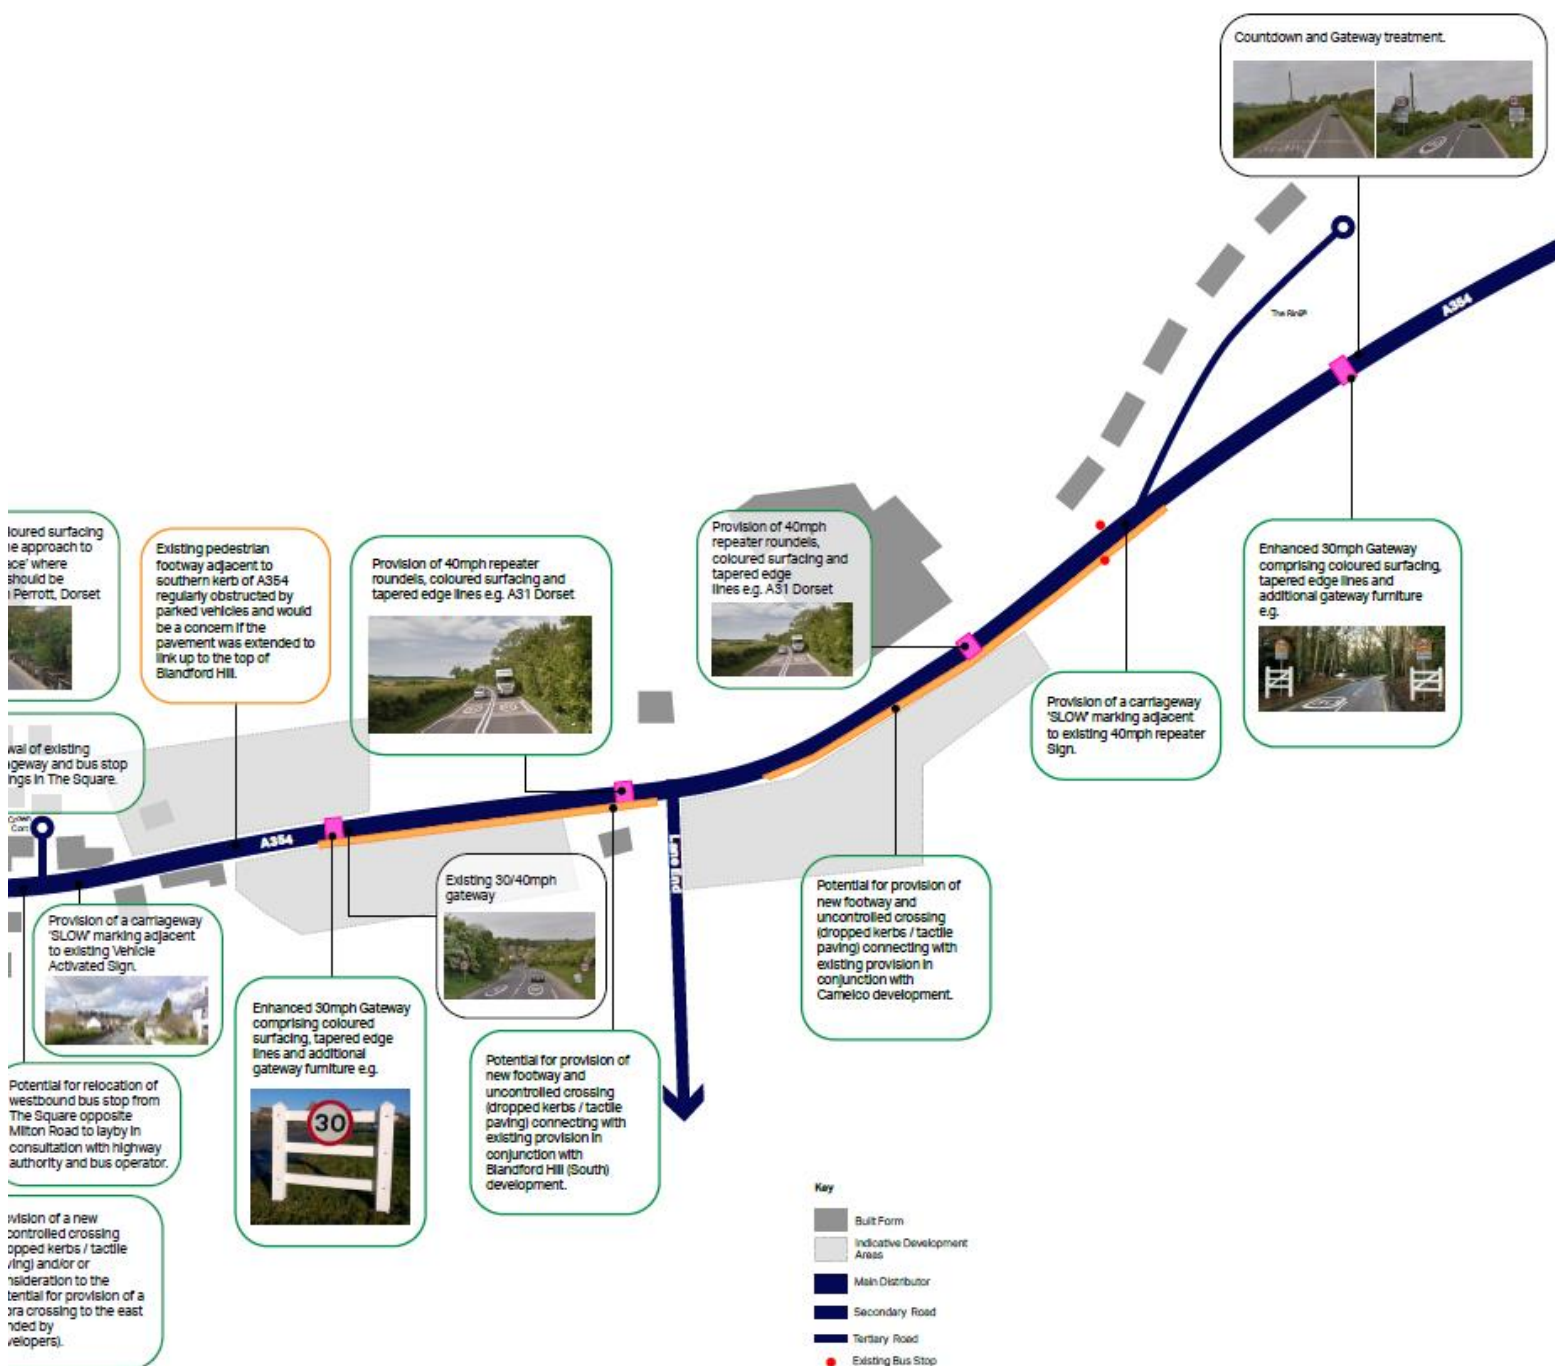 Countdown and Gateway treatment.
The Rings
A354
loured surfacing
e approach to
ace' where
should be
Perrott, Dorset
Existing pedestrian
footway adjacent to
southern kerb of A354
regularly obstructed by
parked vehicles and would
be a concern if the
pavement was extended to
link up to the top of
Blandford Hill.
Provision of 40mph repeater
roundels, coloured surfacing and
tapered edge lines e.g. A31 Dorset
Provision of 40mph
repeater roundels,
coloured surfacing and
tapered edge
lines e.g. A31 Dorset
Enhanced 30mph Gateway
comprising coloured surfacing,
tapered edge lines and
additional gateway furniture
e.g.
Provision of a carriageway
'SLOW' marking adjacent
to existing 40mph repeater
Sign.
wal of existing
ageway and bus stop
ings in The Square.
A354
Lane End
Existing 30/40mph
gateway
Provision of a carriageway
'SLOW' marking adjacent
to existing Vehicle
Activated Sign.
Potential for provision of
new footway and
uncontrolled crossing
(dropped kerbs / tactile
paving) connecting with
existing provision in
conjunction with
Camelco development.
Enhanced 30mph Gateway
comprising coloured
surfacing, tapered edge
lines and additional
gateway furniture e.g.
30
Potential for provision of
new footway and
uncontrolled crossing
(dropped kerbs / tactile
paving) connecting with
existing provision in
conjunction with
Blandford Hill (South)
development.
Potential for relocation of
westbound bus stop from
The Square opposite
Milton Road to layby in
consultation with highway
authority and bus operator.
ovision of a new
controlled crossing
opped kerbs / tactile
ving) and/or or
nsideration to the
tential for provision of a
bra crossing to the east
nded by
velopers).
Key
Built Form
Indicative Development
Areas
Main Distributor
Secondary Road
Tertiary Road
Existing Bus Stop